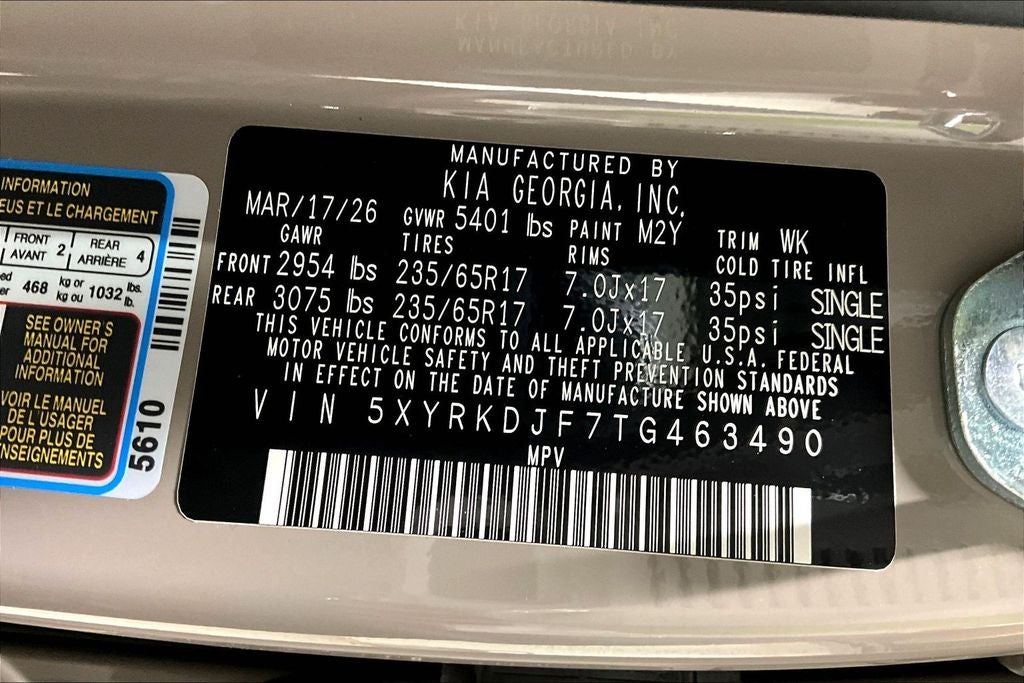 MANUFACTURED BY
KIA GEORGIA, INC.
MAR/17/26 GVWR 5401 lbs PAINT M2Y TRIM WK
GAWR TIRES RIMS COLD TIRE INFL
FRONT 2954 lbs 235/65R17 7.0Jx17 35psi SINGLE
REAR 3075 lbs 235/65R17 7.0Jx17 35psi SINGLE
THIS VEHICLE CONFORMS TO ALL APPLICABLE U.S.A. FEDERAL
MOTOR VEHICLE SAFETY AND THEFT PREVENTION STANDARDS
IN EFFECT ON THE DATE OF MANUFACTURE SHOWN ABOVE
VIN 5XYRKDJF7TG463490
MPV
INFORMATION
ET LE CHARGEMENT
FRONT 2 REAR 4
AVANT ARRIÈRE
468 kg or 1032 lbs.
kg ou lb.
SEE OWNER'S
MANUAL FOR
ADDITIONAL
INFORMATION
VOIR LE MANUEL
DE L'USAGER
POUR PLUS DE
NSEIGNEMENTS
5610